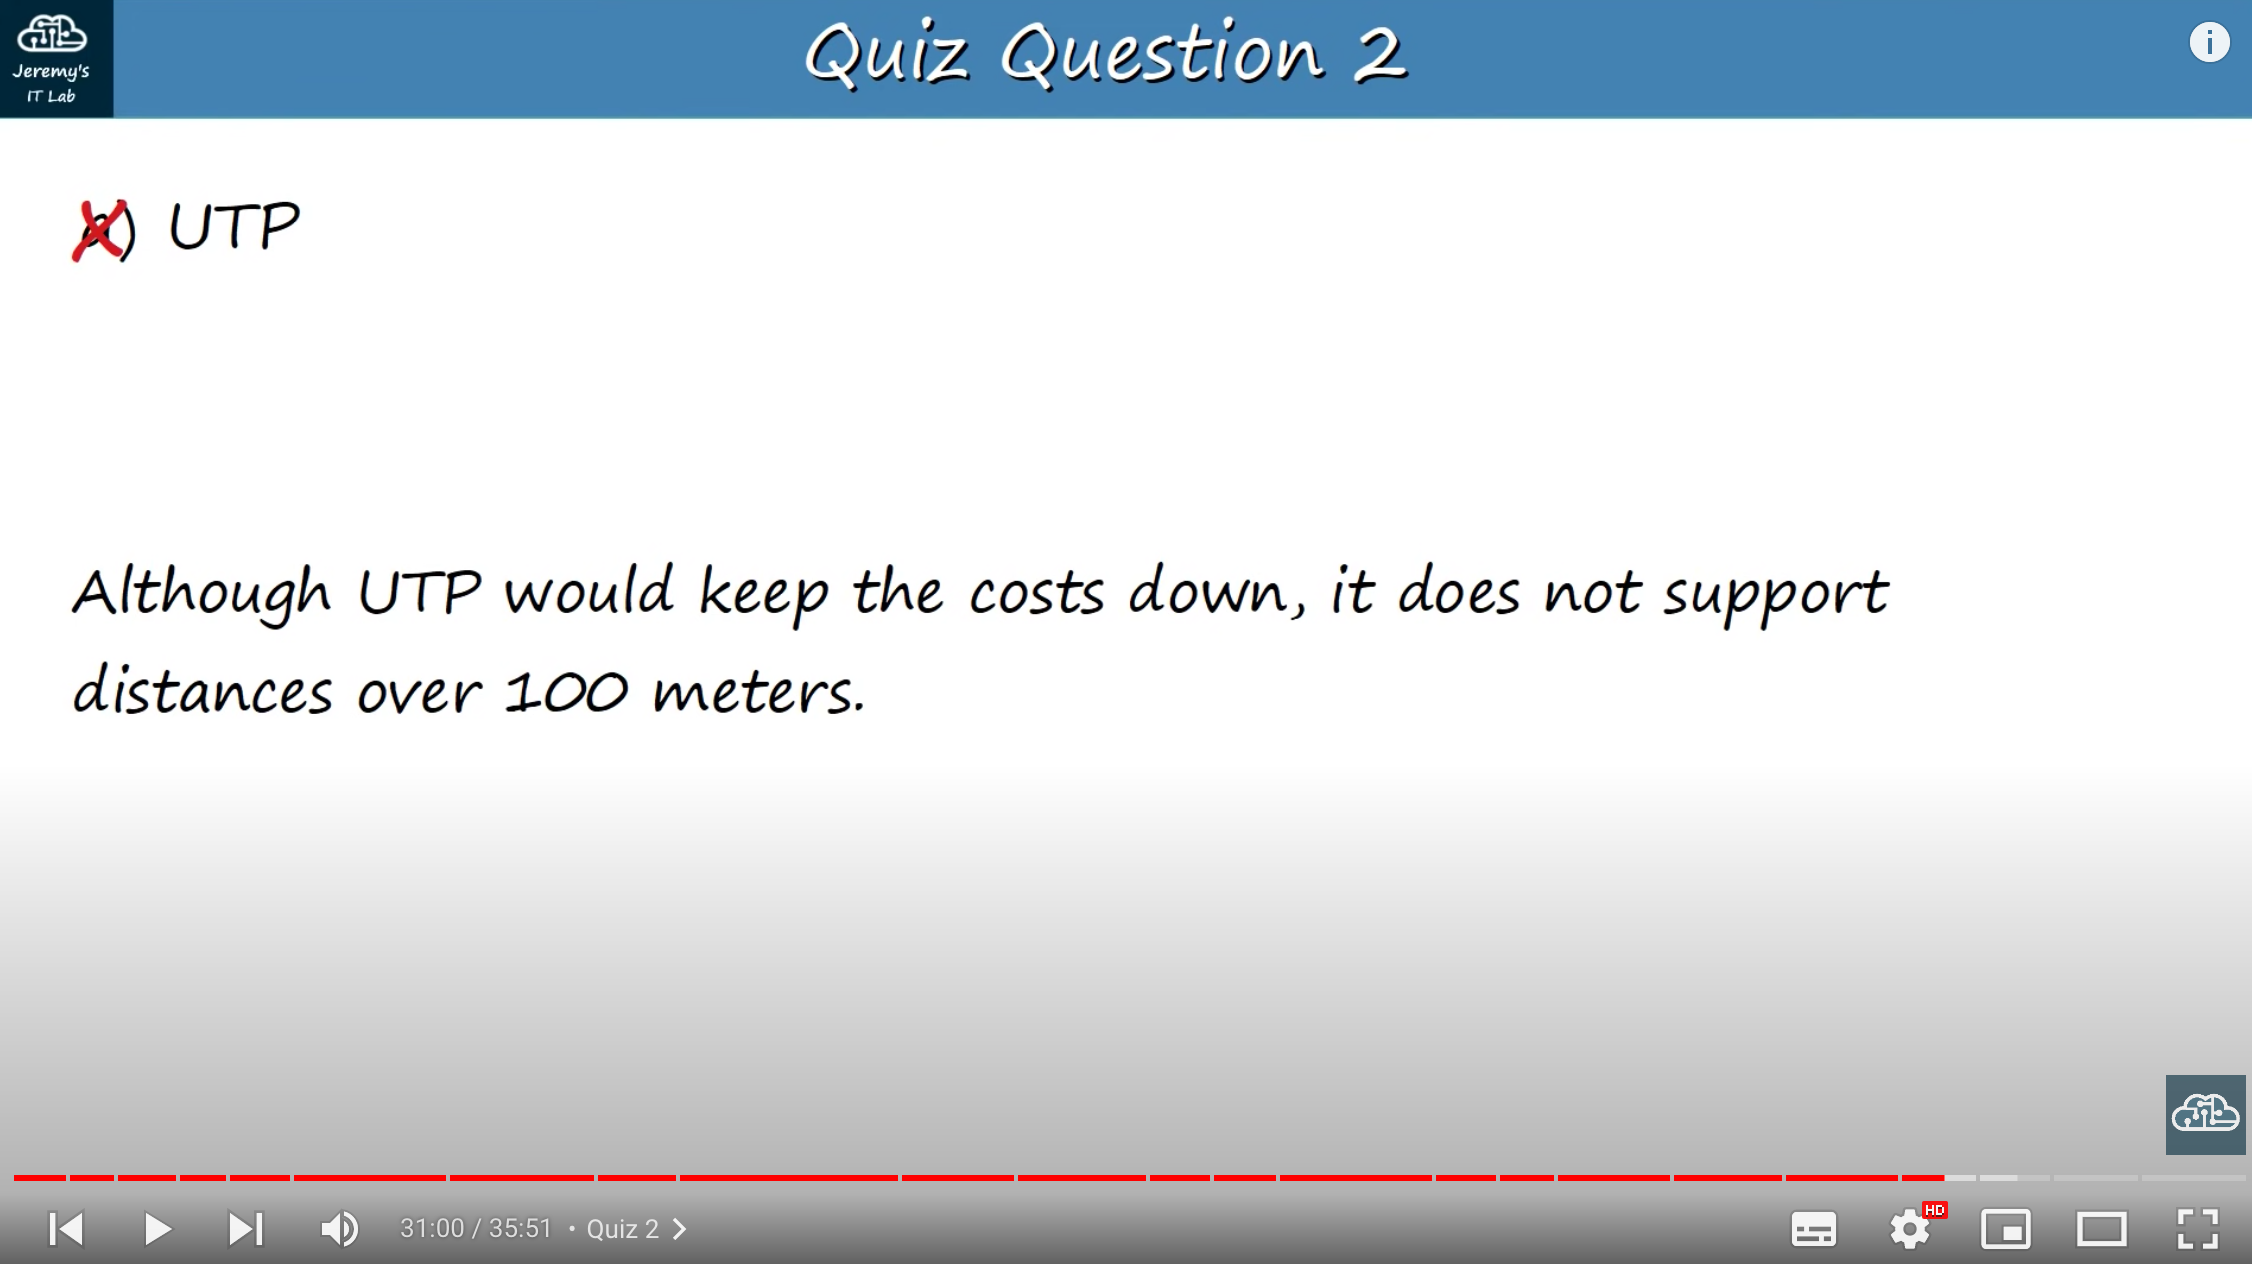 Quiz Question 2
Jeremy's
IT Lab
a) UTP
Although UTP would keep the costs down, it does not support
distances over 100 meters.
HD
31:00 / 35:51 • Quiz 2